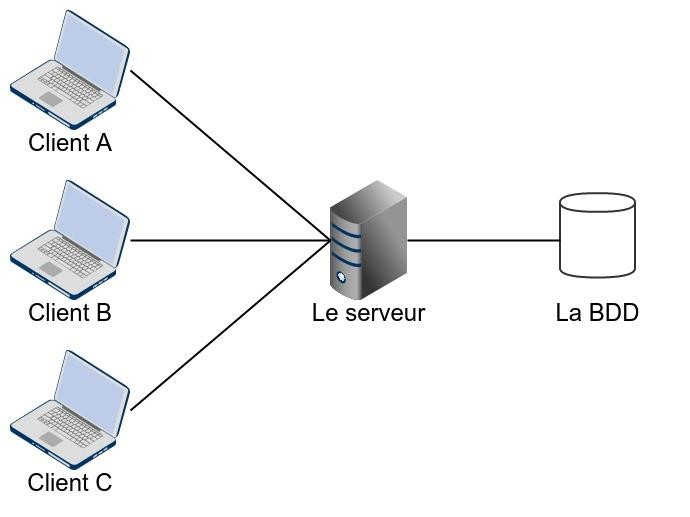 Client A
Client B
Le serveur
La BDD
Client C